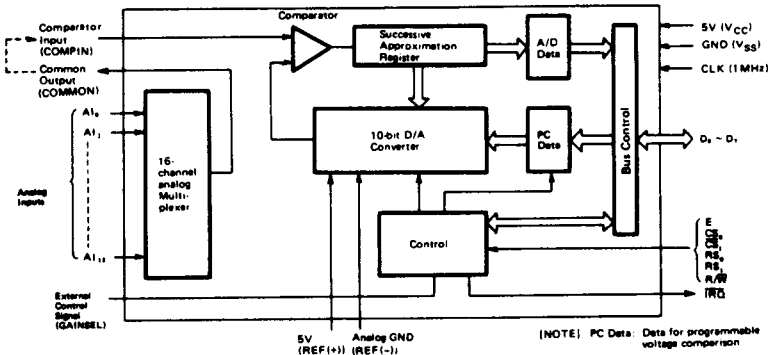 Comparator
Comparator
Input
(COMPIN)
Common
Output
(COMMON)
Successive
Approximation
Register
A/D
Data
5V (VCC)
GND (VSS)
CLK (1MHz)
AI0
AI1
Analog
Inputs
AI15
16-
channel
analog
Multi-
plexer
10-bit D/A
Converter
PC
Data
Bus Control
D0 ~ D7
Control
E
RS0
RS1
R/W
IRQ
External
Control
Signal
(GAINSEL)
5V
(REF(+))
Analog GND
(REF(-))
[NOTE] PC Data: Data for programmable
voltage comparison